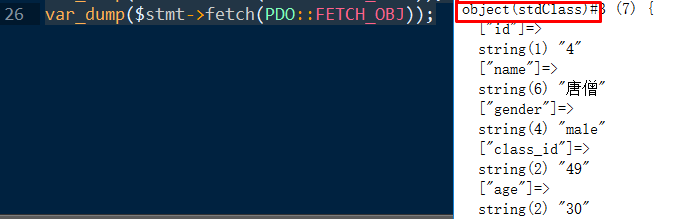 26 var_dump($stmt->fetch(PDO::FETCH_OBJ));
object(stdClass)#3 (7) {
["id"]=>
string(1) "4"
["name"]=>
string(6) "唐僧"
["gender"]=>
string(4) "male"
["class_id"]=>
string(2) "49"
["age"]=>
string(2) "30"